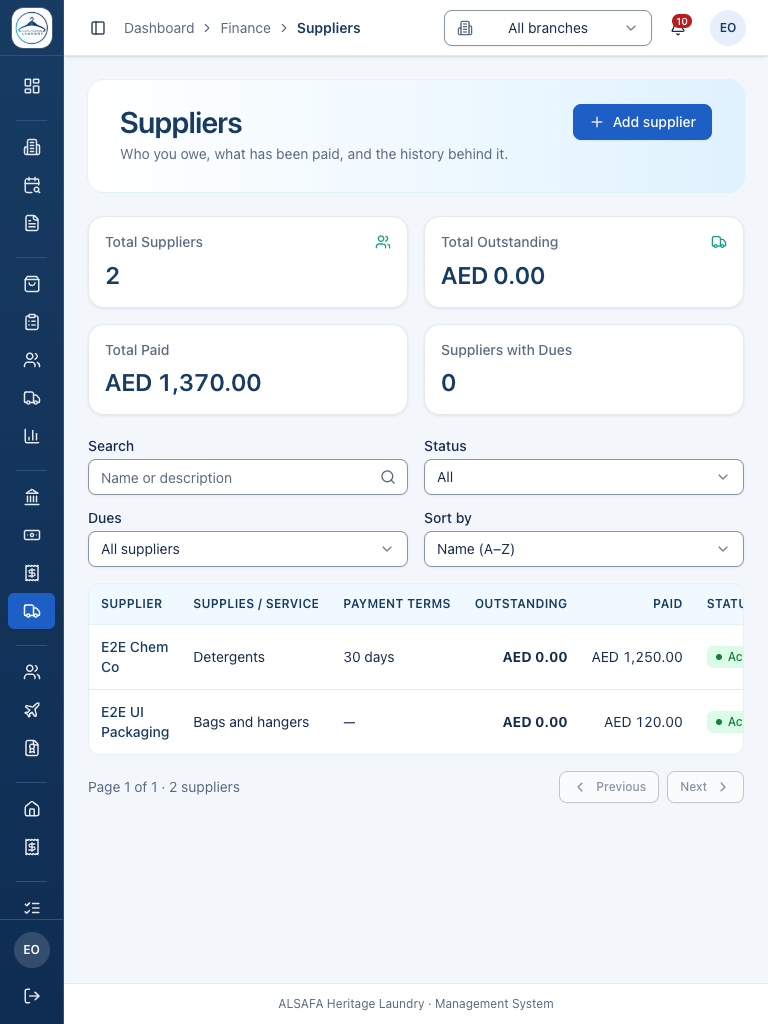 Dashboard > Finance > Suppliers
All branches
10
EO
Suppliers
Add supplier
Who you owe, what has been paid, and the history behind it.
Total Suppliers
2
Total Outstanding
AED 0.00
Total Paid
AED 1,370.00
Suppliers with Dues
0
Search
Name or description
Status
All
Dues
All suppliers
Sort by
Name (A–Z)
SUPPLIER SUPPLIES / SERVICE PAYMENT TERMS OUTSTANDING PAID STATU
E2E Chem Co Detergents 30 days AED 0.00 AED 1,250.00 Ac
E2E UI Packaging Bags and hangers — AED 0.00 AED 120.00 Ac
Page 1 of 1 · 2 suppliers
Previous
Next
EO
ALSAFA Heritage Laundry · Management System